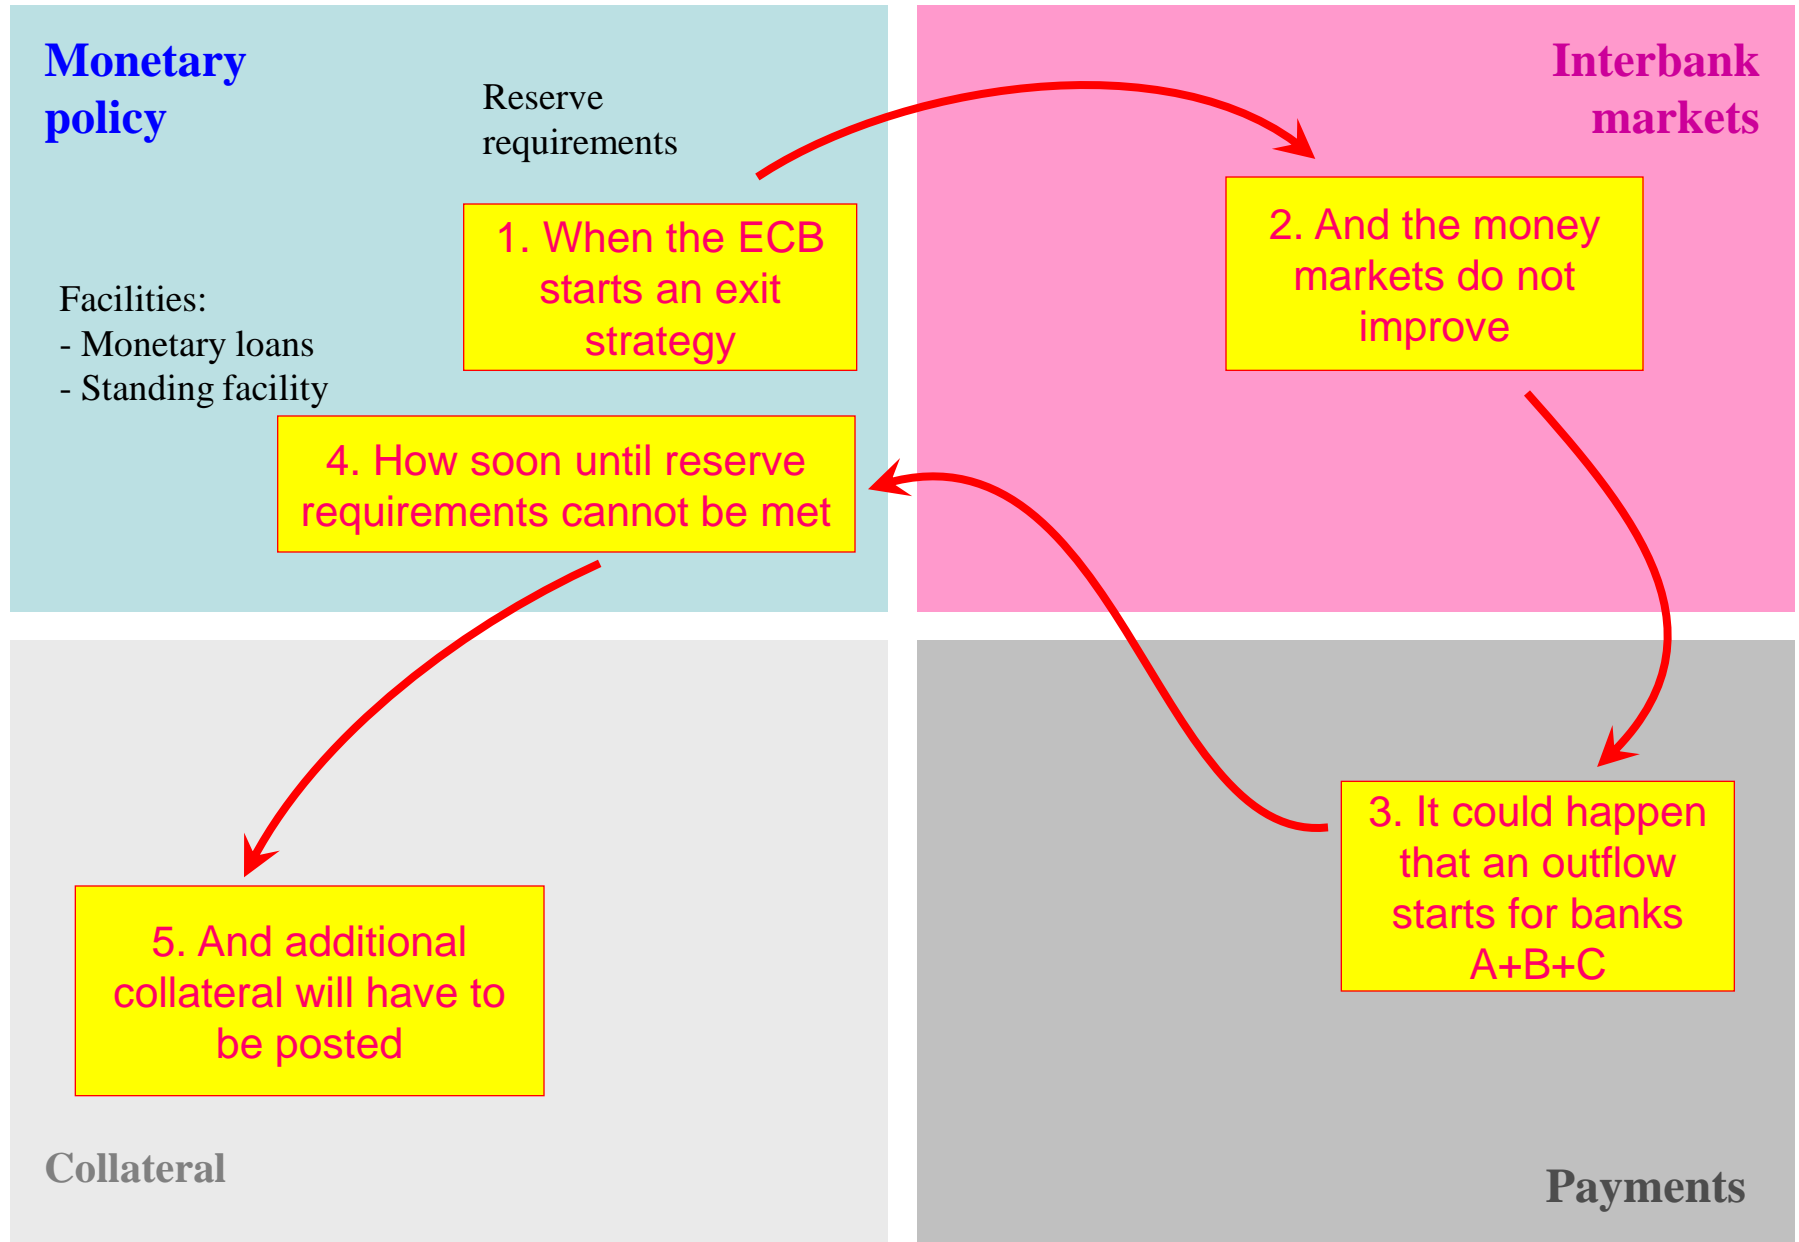 Monetary
policy
Reserve
requirements
Interbank
markets
1. When the ECB
starts an exit
strategy
2. And the money
markets do not
improve
Facilities:
- Monetary loans
- Standing facility
4. How soon until reserve
requirements cannot be met
3. It could happen
that an outflow
starts for banks
A+B+C
5. And additional
collateral will have to
be posted
Collateral
Payments